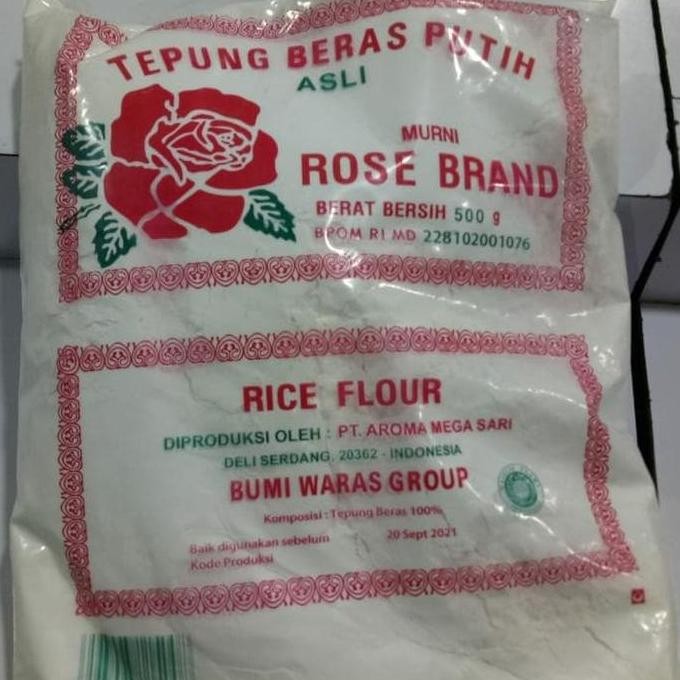 TEPUNG BERAS PUTIH
ASLI
MURNI
ROSE BRAND
BERAT BERSIH 500 g
BPOM RI MD 228102001076
RICE FLOUR
DIPRODUKSI OLEH : PT. AROMA MEGA SARI
DELI SERDANG, 20362 - INDONESIA
BUMI WARAS GROUP
Komposisi : Tepung Beras 100%
Baik digunakan sebelum 20 Sept 2021
Kode Produksi